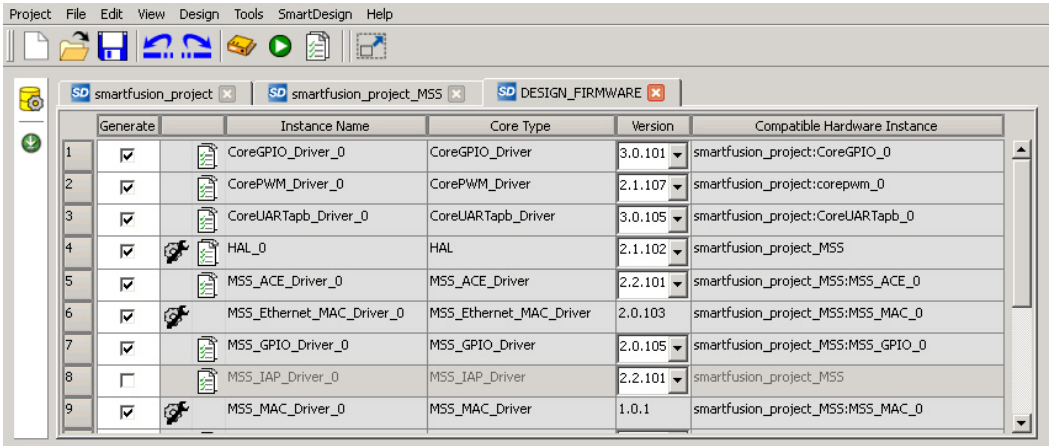 Project File Edit View Design Tools SmartDesign Help
SD smartfusion_project SD smartfusion_project_MSS SD DESIGN_FIRMWARE
Generate Instance Name Core Type Version Compatible Hardware Instance
1 CoreGPIO_Driver_0 CoreGPIO_Driver 3.0.101 smartfusion_project:CoreGPIO_0
2 CorePWM_Driver_0 CorePWM_Driver 2.1.107 smartfusion_project:corepwm_0
3 CoreUARTapb_Driver_0 CoreUARTapb_Driver 3.0.105 smartfusion_project:CoreUARTapb_0
4 HAL_0 HAL 2.1.102 smartfusion_project_MSS
5 MSS_ACE_Driver_0 MSS_ACE_Driver 2.2.101 smartfusion_project_MSS:MSS_ACE_0
6 MSS_Ethernet_MAC_Driver_0 MSS_Ethernet_MAC_Driver 2.0.103 smartfusion_project_MSS:MSS_MAC_0
7 MSS_GPIO_Driver_0 MSS_GPIO_Driver 2.0.105 smartfusion_project_MSS:MSS_GPIO_0
8 MSS_IAP_Driver_0 MSS_IAP_Driver 2.2.101 smartfusion_project_MSS
9 MSS_MAC_Driver_0 MSS_MAC_Driver 1.0.1 smartfusion_project_MSS:MSS_MAC_0